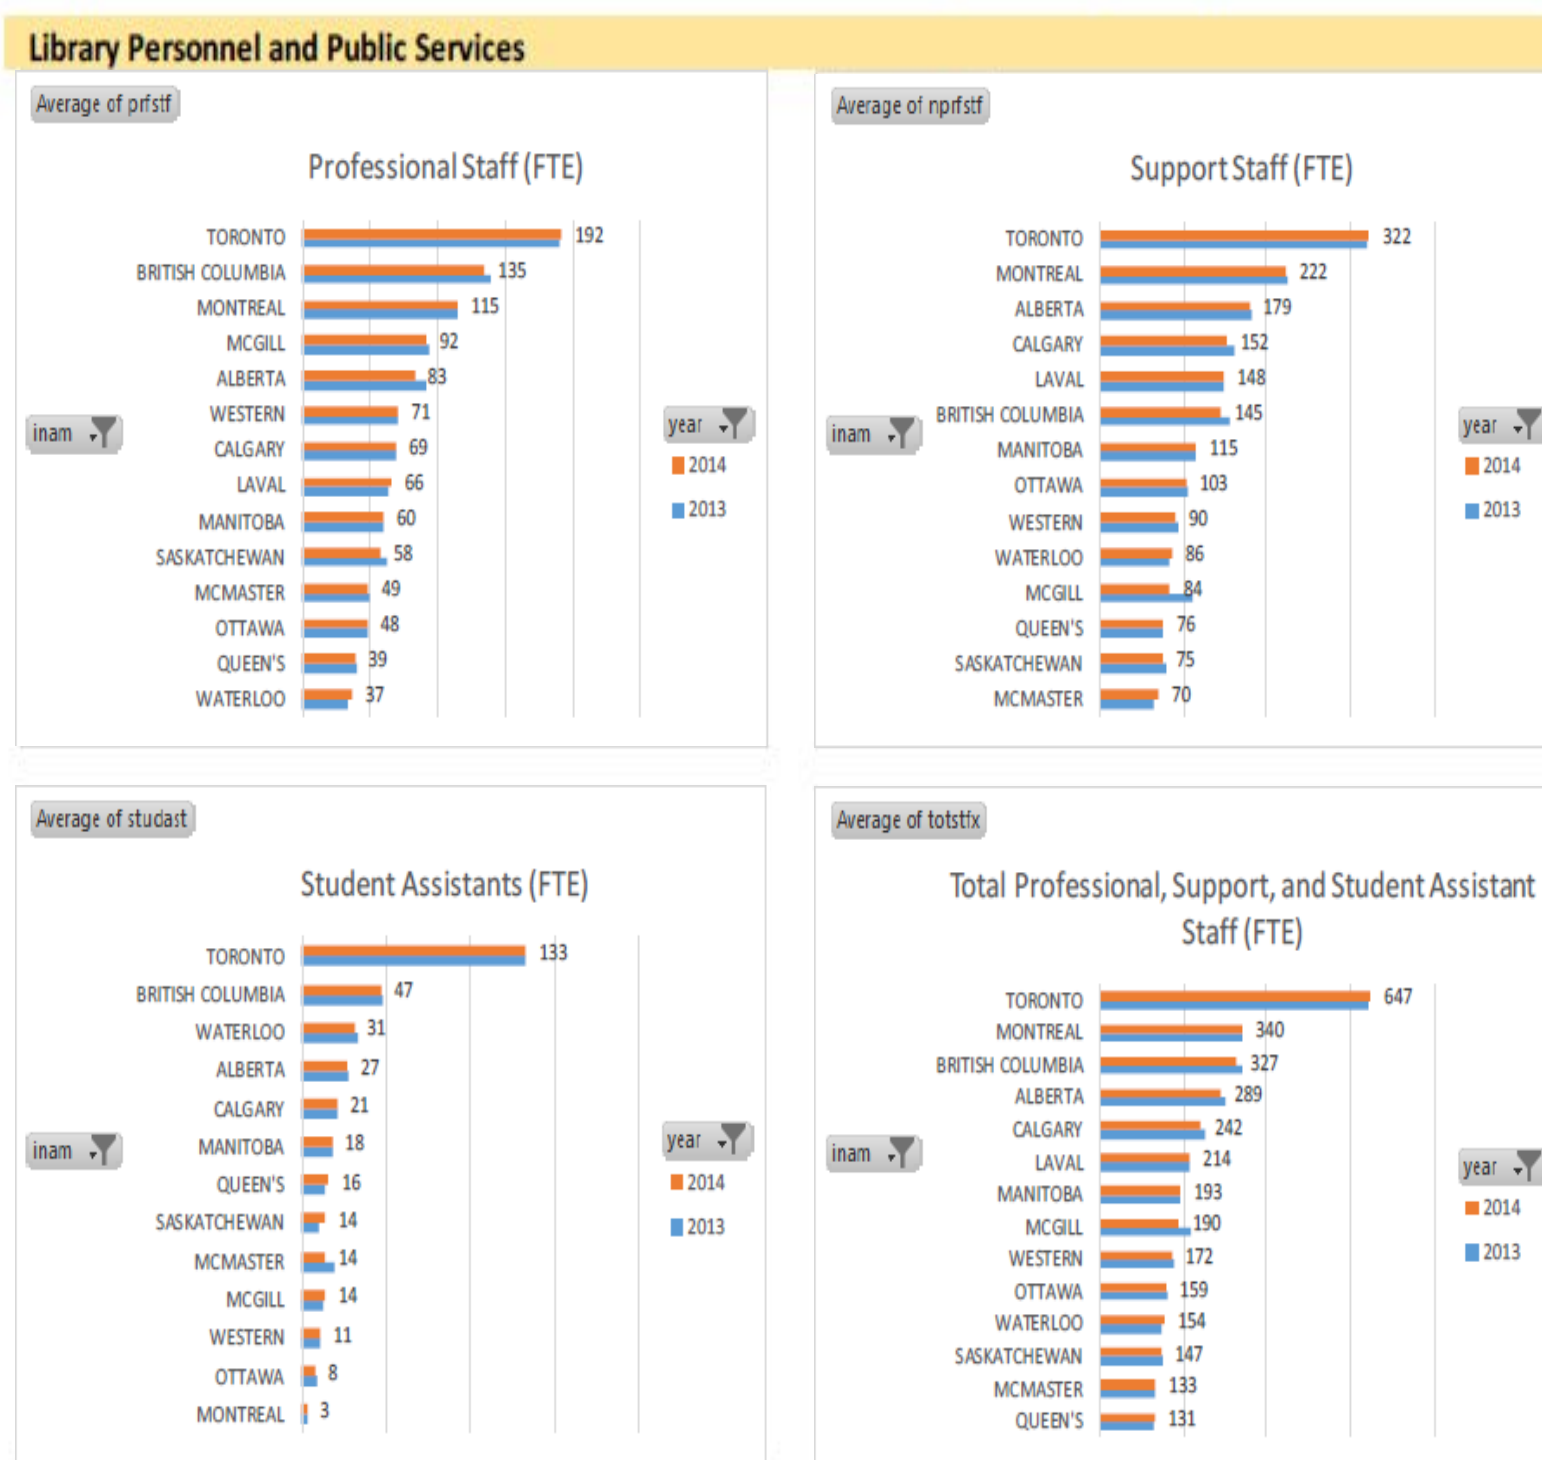 Library Personnel and Public Services
Average of prfstf
Professional Staff (FTE)
TORONTO 192
BRITISH COLUMBIA 135
MONTREAL 115
MCGILL 92
ALBERTA 83
WESTERN 71
CALGARY 69
LAVAL 66
MANITOBA 60
SASKATCHEWAN 58
MCMASTER 49
OTTAWA 48
QUEEN'S 39
WATERLOO 37
inam
year
2014
2013
Average of nprfstf
Support Staff (FTE)
TORONTO 322
MONTREAL 222
ALBERTA 179
CALGARY 152
LAVAL 148
BRITISH COLUMBIA 145
MANITOBA 115
OTTAWA 103
WESTERN 90
WATERLOO 86
MCGILL 84
QUEEN'S 76
SASKATCHEWAN 75
MCMASTER 70
inam
year
2014
2013
Average of studast
Student Assistants (FTE)
TORONTO 133
BRITISH COLUMBIA 47
WATERLOO 31
ALBERTA 27
CALGARY 21
MANITOBA 18
QUEEN'S 16
SASKATCHEWAN 14
MCMASTER 14
MCGILL 14
WESTERN 11
OTTAWA 8
MONTREAL 3
inam
year
2014
2013
Average of totstfx
Total Professional, Support, and Student Assistant
Staff (FTE)
TORONTO 647
MONTREAL 340
BRITISH COLUMBIA 327
ALBERTA 289
CALGARY 242
LAVAL 214
MANITOBA 193
MCGILL 190
WESTERN 172
OTTAWA 159
WATERLOO 154
SASKATCHEWAN 147
MCMASTER 133
QUEEN'S 131
inam
year
2014
2013